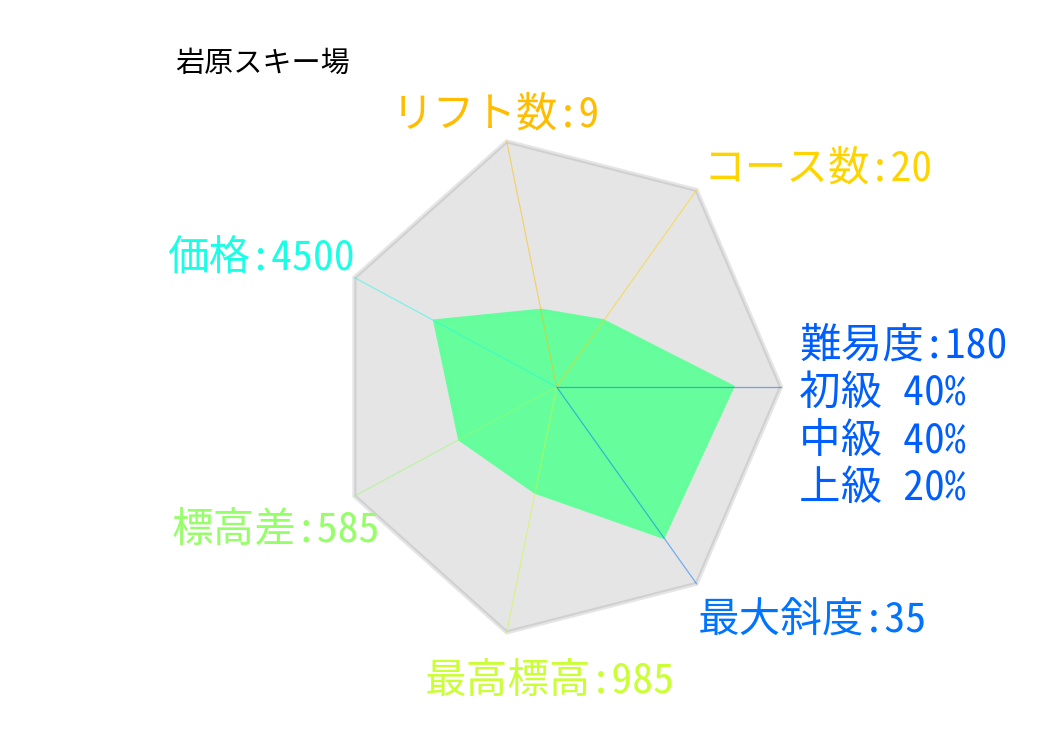 岩原スキー場
リフト数:9
コース数:20
価格:4500
難易度:180
初級 40%
中級 40%
上級 20%
標高差:585
最大斜度:35
最高標高:985